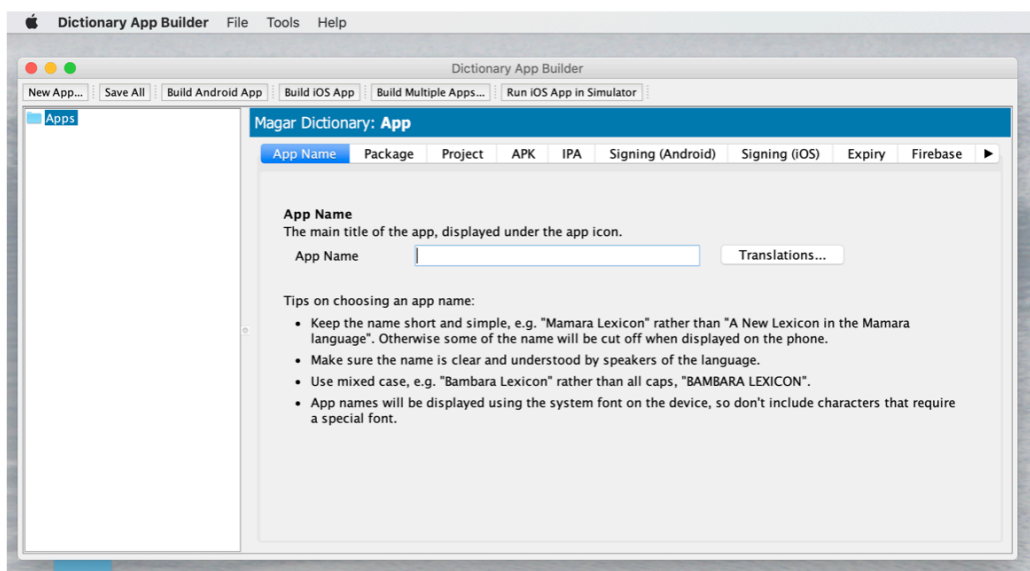 Dictionary App Builder File Tools Help
Dictionary App Builder
New App... Save All Build Android App Build iOS App Build Multiple Apps... Run iOS App in Simulator
Apps
Magar Dictionary: App
App Name Package Project APK IPA Signing (Android) Signing (iOS) Expiry Firebase
App Name
The main title of the app, displayed under the app icon.
App Name Translations...
Tips on choosing an app name:
• Keep the name short and simple, e.g. "Mamara Lexicon" rather than "A New Lexicon in the Mamara
language". Otherwise some of the name will be cut off when displayed on the phone.
• Make sure the name is clear and understood by speakers of the language.
• Use mixed case, e.g. "Bambara Lexicon" rather than all caps, "BAMBARA LEXICON".
• App names will be displayed using the system font on the device, so don't include characters that require
a special font.